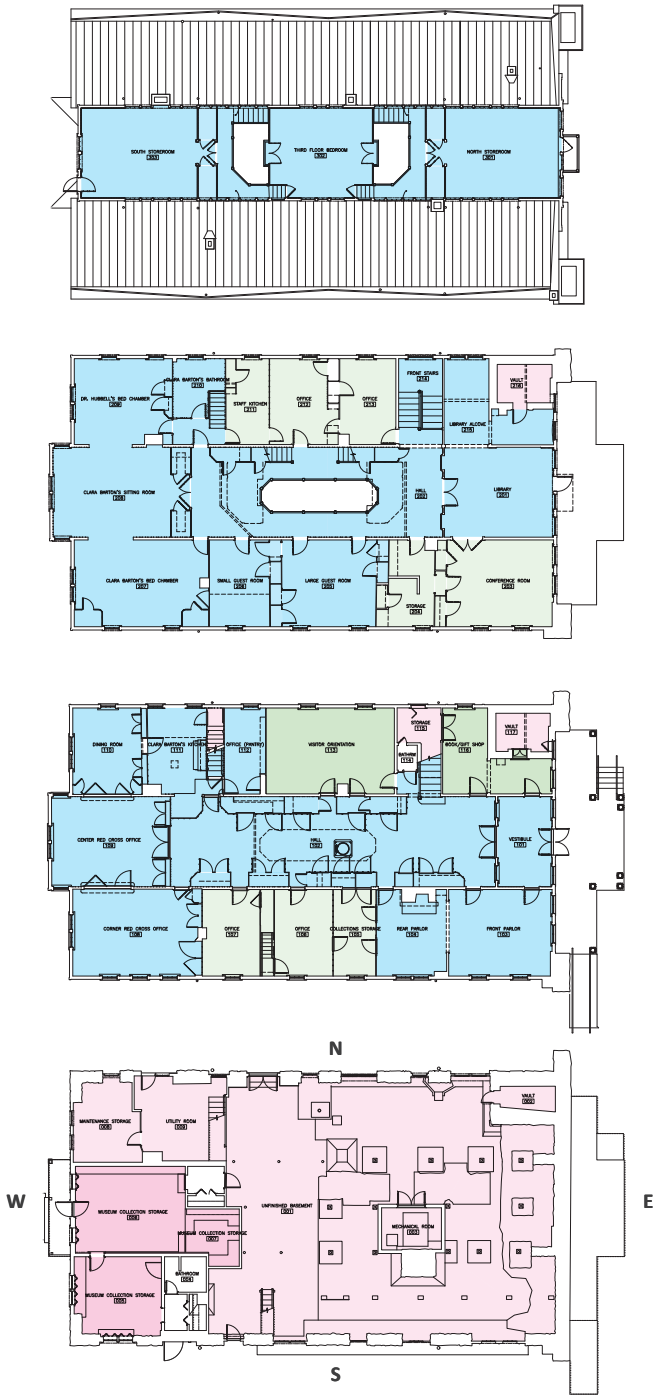 SOUTH STOREROOM
303
THIRD FLOOR BEDROOM
302
NORTH STOREROOM
301
DR. HUBBELL'S BED CHAMBER
209
CLARA BARTON'S BATHROOM
210
STAFF KITCHEN
211
OFFICE
212
OFFICE
213
FRONT STAIRS
214
LIBRARY ALCOVE
215
VAULT
216
CLARA BARTON'S SITTING ROOM
208
HALL
202
LIBRARY
201
CLARA BARTON'S BED CHAMBER
207
SMALL GUEST ROOM
206
LARGE GUEST ROOM
205
STORAGE
204
CONFERENCE ROOM
203
DINING ROOM
110
CLARA BARTON'S KITCHEN
111
OFFICE (PANTRY)
112
VISITOR ORIENTATION
113
STORAGE
115
BATHRM
114
BOOK/GIFT SHOP
116
VAULT
117
CENTER RED CROSS OFFICE
109
HALL
102
VESTIBULE
101
CORNER RED CROSS OFFICE
108
OFFICE
107
OFFICE
106
COLLECTIONS STORAGE
105
REAR PARLOR
104
FRONT PARLOR
103
N
MAINTENANCE STORAGE
008
UTILITY ROOM
009
VAULT
002
W
MUSEUM COLLECTION STORAGE
006
MUSEUM COLLECTION STORAGE
007
UNFINISHED BASEMENT
001
MECHANICAL ROOM
003
E
MUSEUM COLLECTION STORAGE
005
BATHROOM
004
S